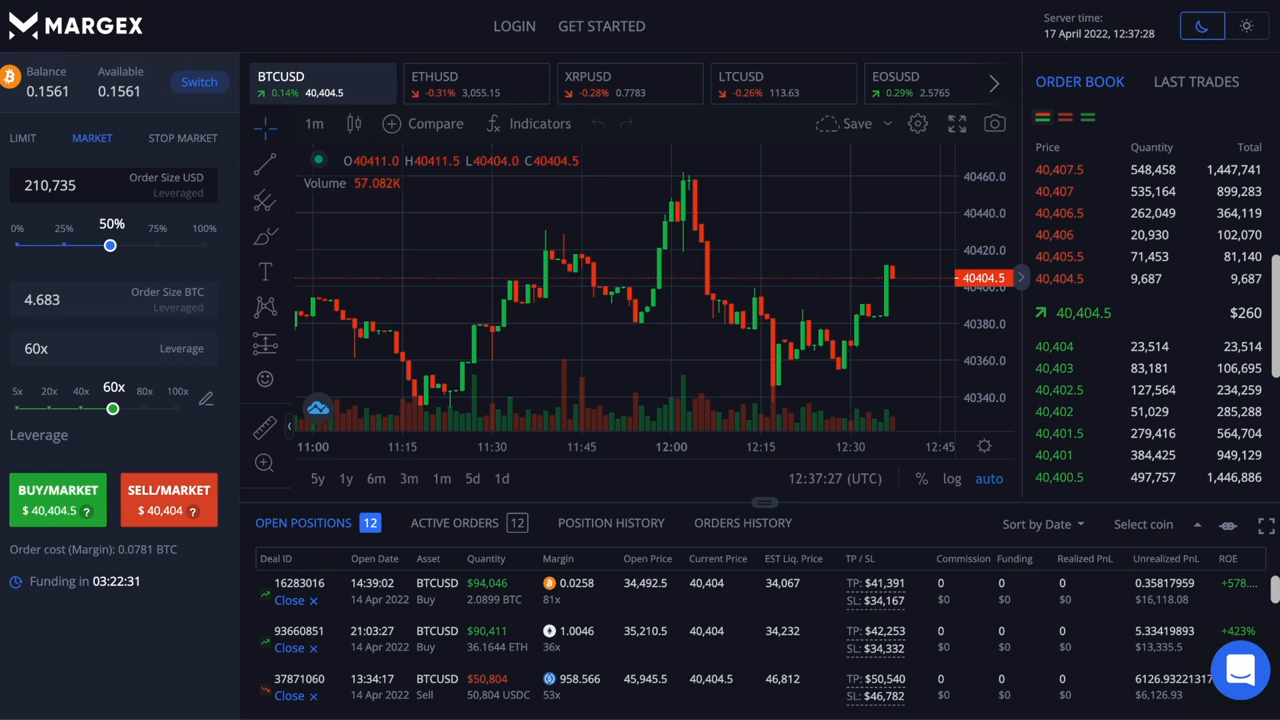 MARGEX
LOGIN
GET STARTED
Server time:
17 April 2022, 12:37:28
Balance
0.1561
Available
0.1561
Switch
LIMIT
MARKET
STOP MARKET
210,735
Order Size USD
Leveraged
50%
0%
25%
75%
100%
4.683
Order Size BTC
Leveraged
60x
Leverage
5x
20x
40x
60x
80x
100x
Leverage
BUY/MARKET
$ 40,404.5 ?
SELL/MARKET
$ 40,404 ?
Order cost (Margin): 0.0781 BTC
Funding in 03:22:31
BTCUSD
0.14% 40,404.5
ETHUSD
-0.31% 3,055.15
XRPUSD
-0.28% 0.7783
LTCUSD
-0.26% 113.63
EOSUSD
0.29% 2.5765
1m
Compare
Indicators
Save
O40411.0 H40411.5 L40404.0 C40404.5
Volume 57.082K
40460.0
40440.0
40420.0
40404.5
40400.0
40380.0
40360.0
40340.0
11:00 11:15 11:30 11:45 12:00 12:15 12:30 12:45
5y 1y 6m 3m 1m 5d 1d
12:37:27 (UTC)
%
log
auto
ORDER BOOK
LAST TRADES
Price Quantity Total
40,407.5 548,458 1,447,741
40,407 535,164 899,283
40,406.5 262,049 364,119
40,406 20,930 102,070
40,405.5 71,453 81,140
40,404.5 9,687 9,687
40,404.5 $260
40,404 23,514 23,514
40,403 83,181 106,695
40,402.5 127,564 234,259
40,402 51,029 285,288
40,401.5 279,416 564,704
40,401 384,425 949,129
40,400.5 497,757 1,446,886
OPEN POSITIONS 12
ACTIVE ORDERS 12
POSITION HISTORY
ORDERS HISTORY
Sort by Date
Select coin
Deal ID Open Date Asset Quantity Margin Open Price Current Price EST Liq. Price TP / SL Commission Funding Realized PnL Unrealized PnL ROE
16283016 14:39:02 BTCUSD $94,046 0.0258 34,492.5 40,404 34,067 TP: $41,391 0 0 0 0.35817959 +578....
Close × 14 Apr 2022 Buy 2.0899 BTC 81x SL: $34,167 $0 $0 $0 $16,118.08
93660851 21:03:27 BTCUSD $90,411 1.0046 35,210.5 40,404 34,232 TP: $42,253 0 0 0 5.33419893 +423%
Close × 14 Apr 2022 Buy 36.1644 ETH 36x SL: $34,332 $0 $0 $0 $13,335.5
37871060 13:34:17 BTCUSD $50,804 958.566 45,945.5 40,404.5 46,812 TP: $50,540 0 0 0 6126.93221317
Close × 14 Apr 2022 Sell 50,804 USDC 53x SL: $46,782 $0 $0 $0 $6,126.93